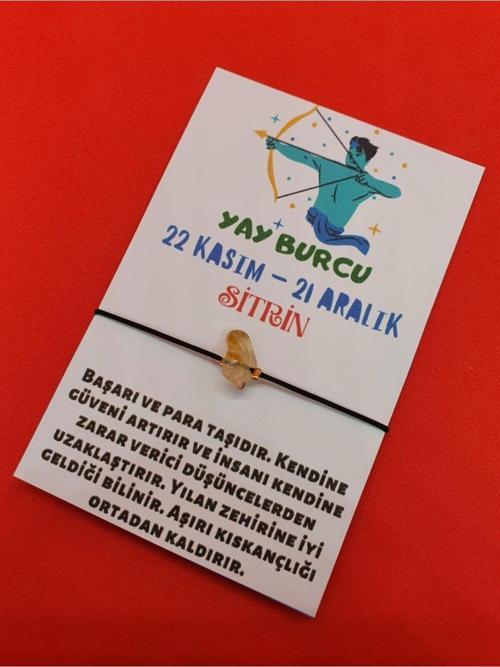 YAY BURCU
22 KASIM – 21 ARALIK
SİTRİN
BAŞARI VE PARA TAŞIDIR. KENDİNE
GÜVENİ ARTIRIR VE İNSANI KENDİNE
ZARAR VERİCİ DÜŞÜNCELERDEN
UZAKLAŞTIRIR. YILAN ZEHİRİNE İYİ
GELDİĞİ BİLİNİR. AŞIRI KISKANÇLIĞI
ORTADAN KALDIRIR.